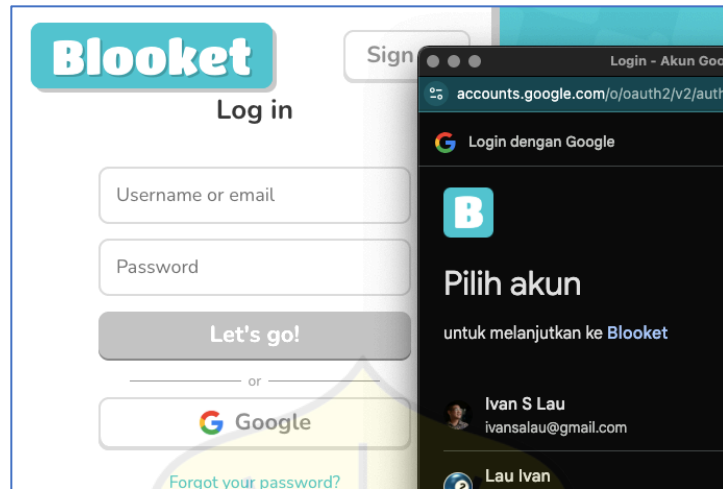 Blooket
Sign
Log in
Username or email
Password
Let's go!
or
Google
Forgot your password?
Login - Akun Goo
accounts.google.com/o/oauth2/v2/auth
Login dengan Google
B
Pilih akun
untuk melanjutkan ke Blooket
Ivan S Lau
ivansalau@gmail.com
Lau Ivan